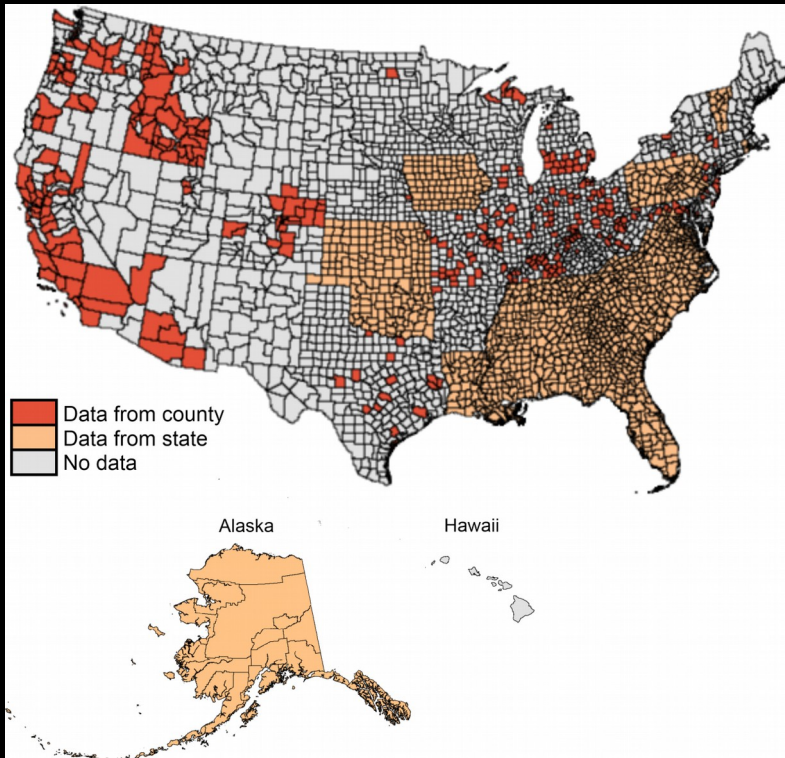 Data from county
Data from state
No data
Alaska
Hawaii